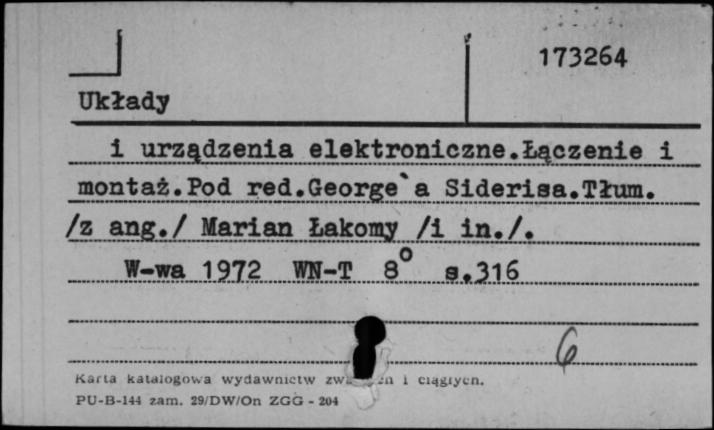 173264
Układy
i urządzenia elektroniczne.Łączenie i
montaż.Pod red.George`a Siderisa.Tłum.
/z ang./ Marian Łakomy /i in./.
W-wa 1972 WN-T 8° s.316
6
Karta katalogowa wydawnictw i ciągłych.
PU-B-144 zam. 29/DW/On ZGG - 204